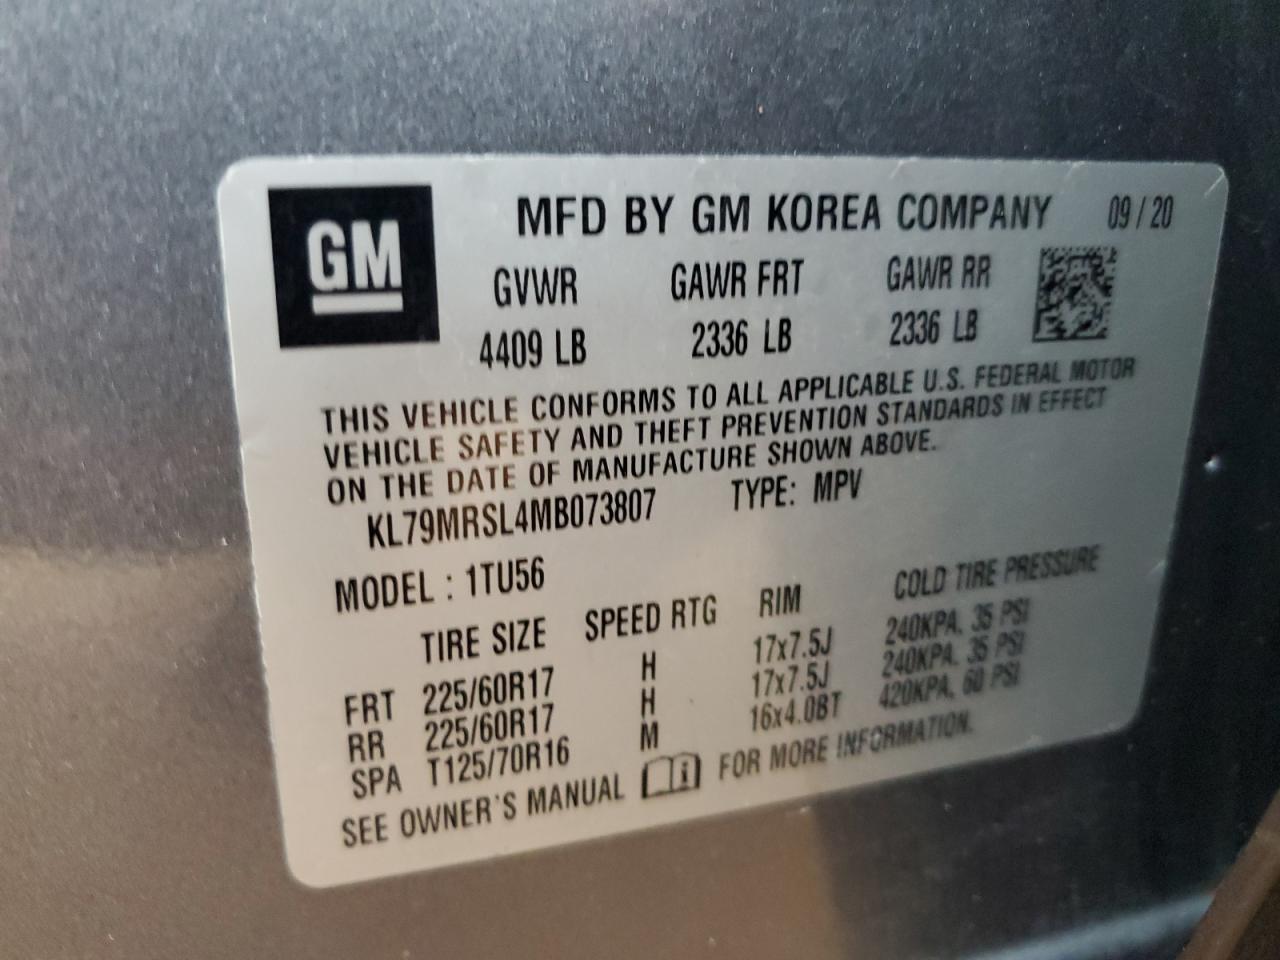 GM
MFD BY GM KOREA COMPANY 09 / 20
GVWR GAWR FRT GAWR RR
4409 LB 2336 LB 2336 LB
THIS VEHICLE CONFORMS TO ALL APPLICABLE U.S. FEDERAL MOTOR
VEHICLE SAFETY AND THEFT PREVENTION STANDARDS IN EFFECT
ON THE DATE OF MANUFACTURE SHOWN ABOVE.
KL79MRSL4MB073807 TYPE: MPV
MODEL : 1TU56
TIRE SIZE SPEED RTG RIM COLD TIRE PRESSURE
FRT 225/60R17 H 17x7.5J 240KPA, 35 PSI
RR 225/60R17 H 17x7.5J 240KPA, 35 PSI
SPA T125/70R16 M 16x4.0BT 420KPA, 60 PSI
SEE OWNER'S MANUAL FOR MORE INFORMATION.